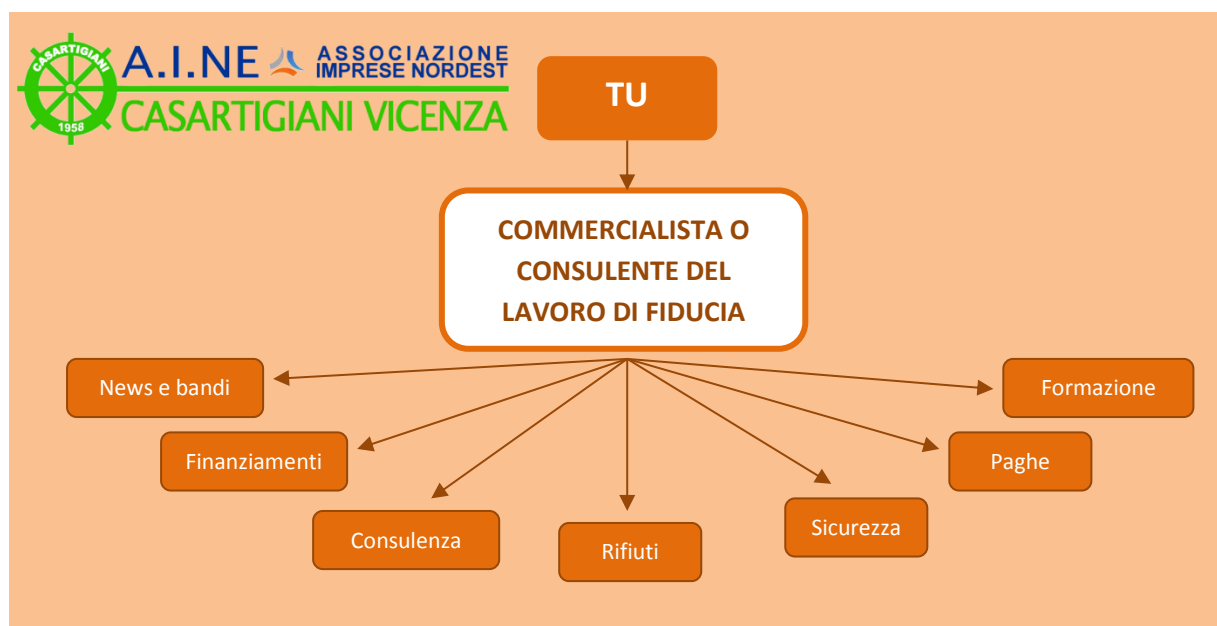 CASARTIGIANI
1958
A.I.NE ASSOCIAZIONE
IMPRESE NORDEST
CASARTIGIANI VICENZA
TU
COMMERCIALISTA O
CONSULENTE DEL
LAVORO DI FIDUCIA
News e bandi
Formazione
Finanziamenti
Paghe
Consulenza
Rifiuti
Sicurezza